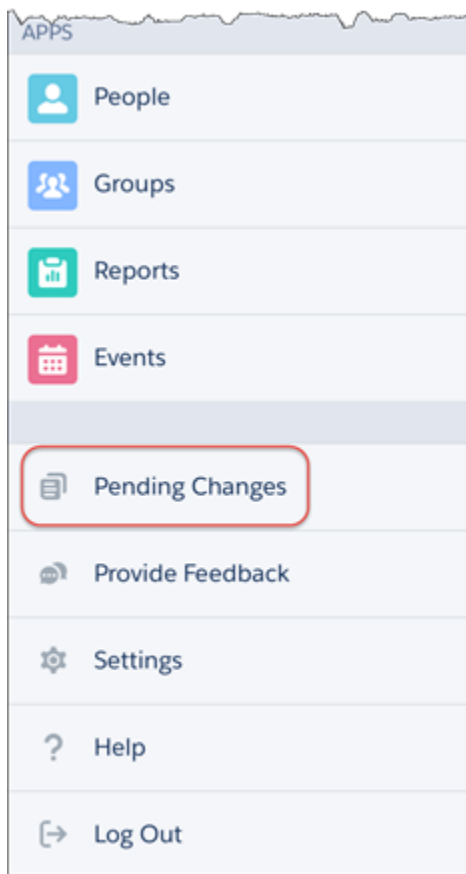 APPS
People
Groups
Reports
Events
Pending Changes
Provide Feedback
Settings
? Help
Log Out